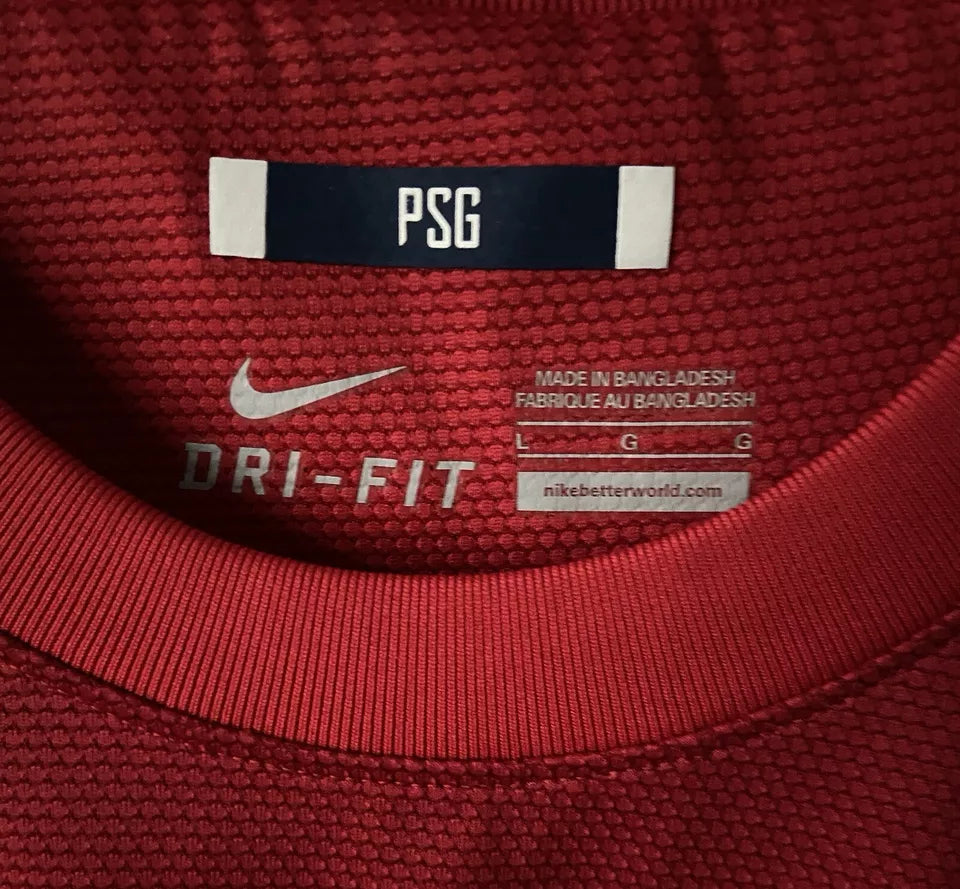 PSG
DRI-FIT
MADE IN BANGLADESH
FABRIQUE AU BANGLADESH
L G G
nikebetterworld.com